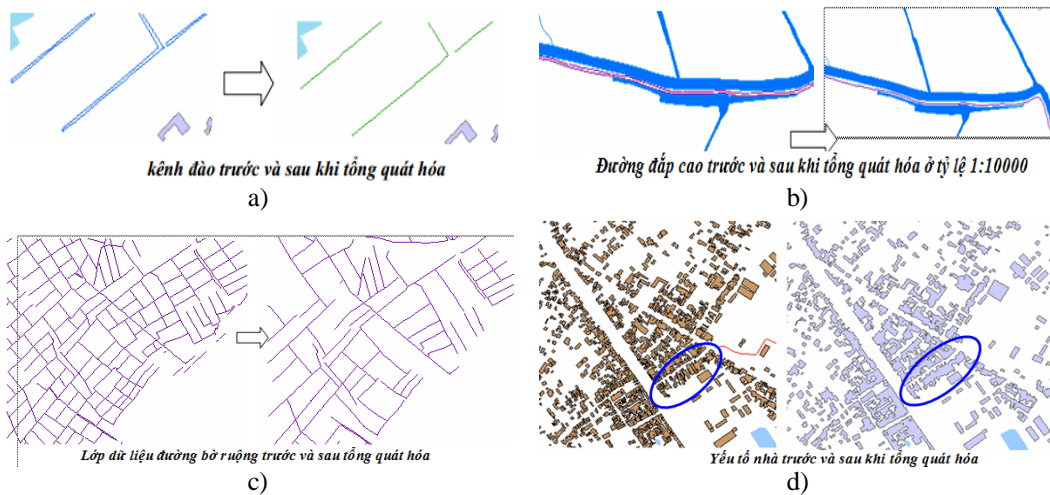 kênh đào trước và sau khi tổng quát hóa
a)
Đường đắp cao trước và sau khi tổng quát hóa ở tỷ lệ 1:10000
b)
Lớp dữ liệu đường bờ ruộng trước và sau tổng quát hóa
c)
Yếu tố nhà trước và sau khi tổng quát hóa
d)